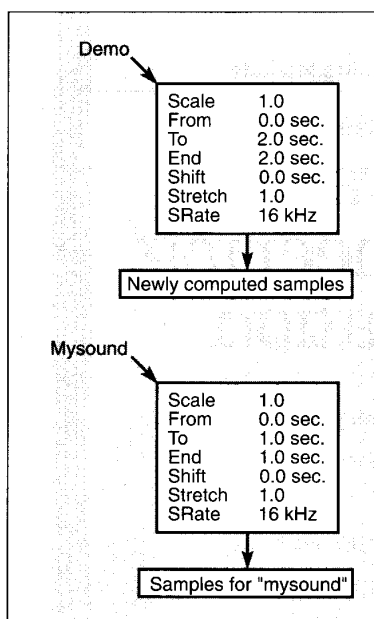 Demo
Scale 1.0
From 0.0 sec.
To 2.0 sec.
End 2.0 sec.
Shift 0.0 sec.
Stretch 1.0
SRate 16 kHz
Newly computed samples
Mysound
Scale 1.0
From 0.0 sec.
To 1.0 sec.
End 1.0 sec.
Shift 0.0 sec.
Stretch 1.0
SRate 16 kHz
Samples for "mysound"